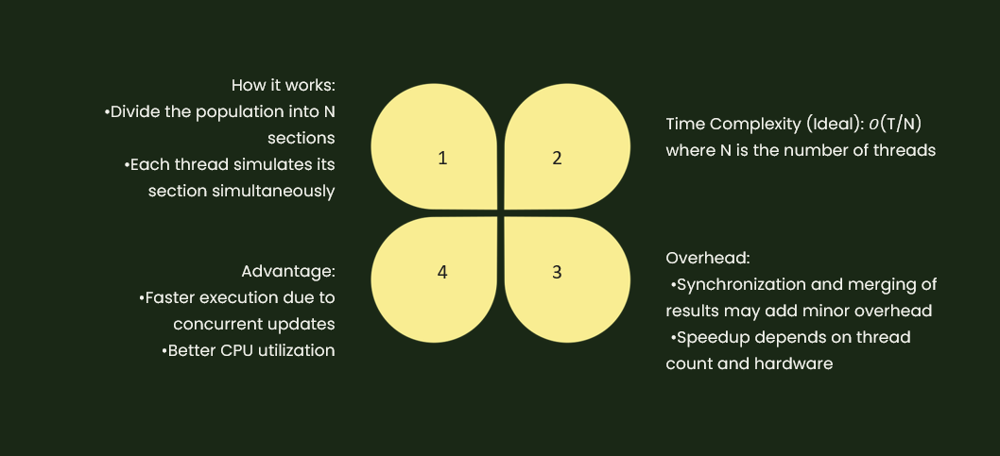 How it works:
•Divide the population into N
sections
•Each thread simulates its
section simultaneously
1
2
Time Complexity (Ideal): O(T/N)
where N is the number of threads
Advantage:
•Faster execution due to
concurrent updates
•Better CPU utilization
4
3
Overhead:
•Synchronization and merging of
results may add minor overhead
•Speedup depends on thread
count and hardware